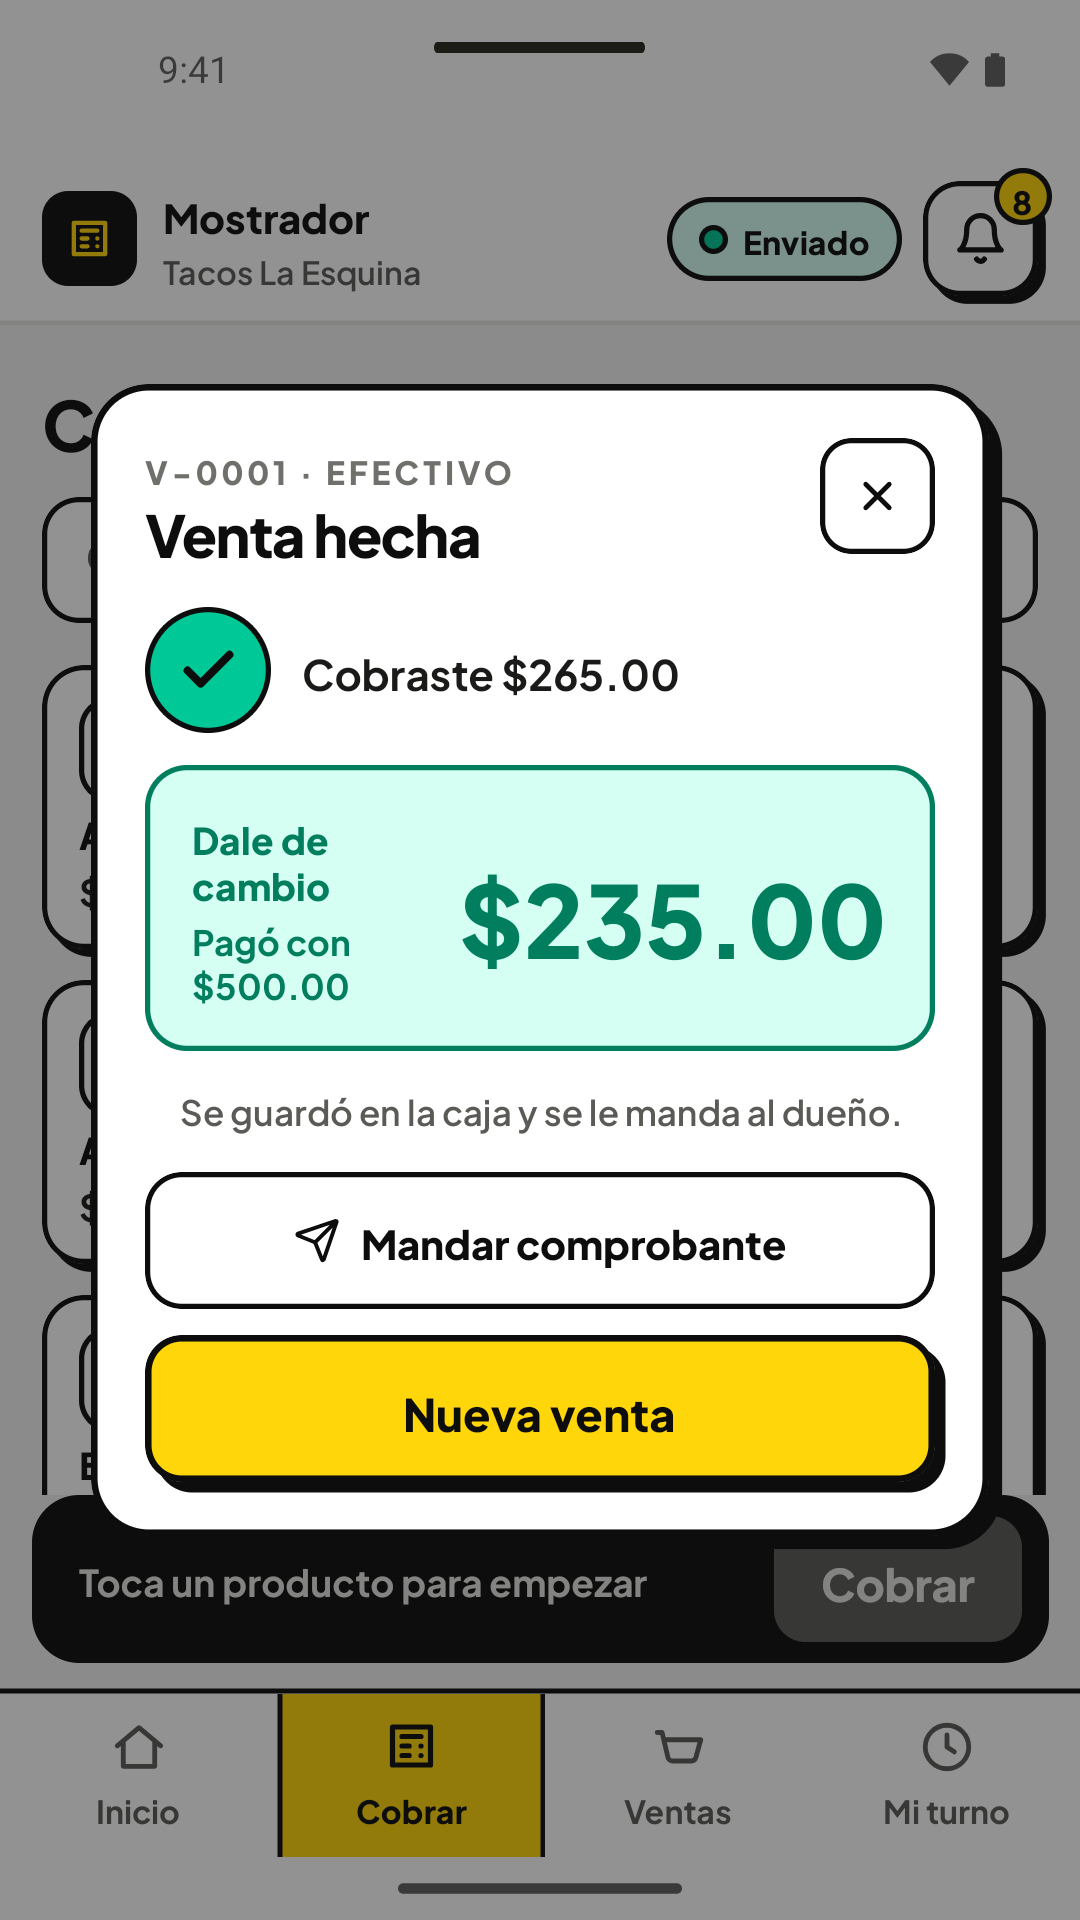 9:41
Mostrador
Tacos La Esquina
Enviado
8
V-0001 · EFECTIVO
Venta hecha
Cobraste $265.00
Dale de
cambio
Pagó con
$500.00
$235.00
Se guardó en la caja y se le manda al dueño.
Mandar comprobante
Nueva venta
Toca un producto para empezar
Cobrar
Inicio
Cobrar
Ventas
Mi turno